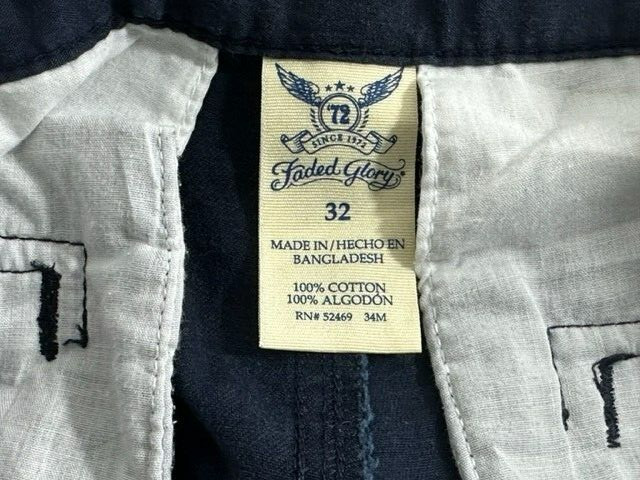 '72
SINCE 1972
Faded Glory
32
MADE IN/HECHO EN
BANGLADESH
100% COTTON
100% ALGODÓN
RN# 52469 34M